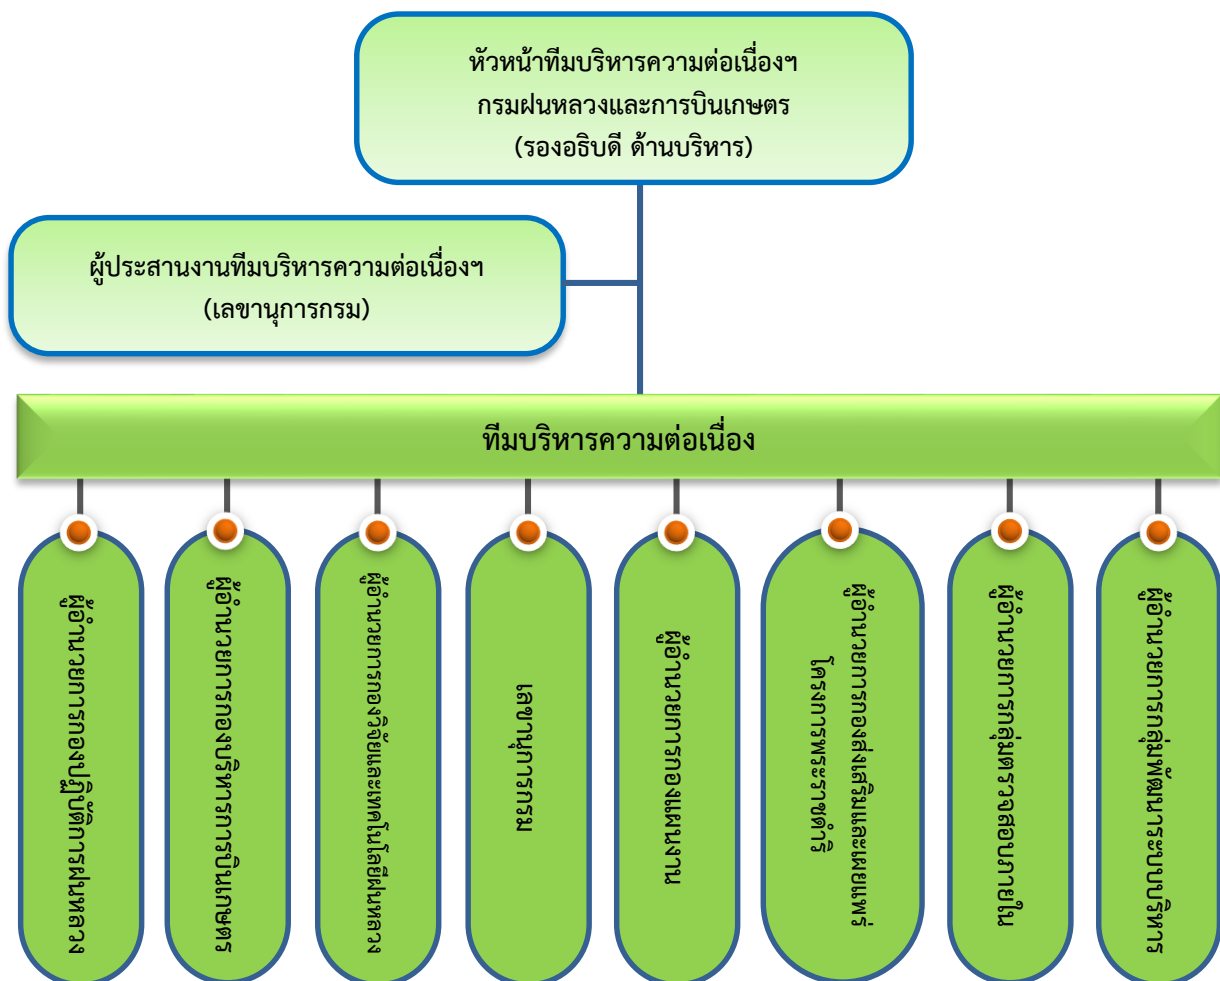 หัวหน้าทีมบริหารความต่อเนื่องฯ
กรมฝนหลวงและการบินเกษตร
(รองอธิบดี ด้านบริหาร)
ผู้ประสานงานทีมบริหารความต่อเนื่องฯ
(เลขานุการกรม)
ทีมบริหารความต่อเนื่อง
ผู้อำนวยการกองปฏิบัติการฝนหลวง
ผู้อำนวยการกองบริหารการบินเกษตร
ผู้อำนวยการกองวิจัยและเทคโนโลยีฝนหลวง
เลขานุการกรม
ผู้อำนวยการกองแผนงาน
ผู้อำนวยการกองส่งเสริมและเผยแพร่
โครงการพระราชดำริ
ผู้อำนวยการกลุ่มตรวจสอบภายใน
ผู้อำนวยการกลุ่มพัฒนาระบบบริหาร